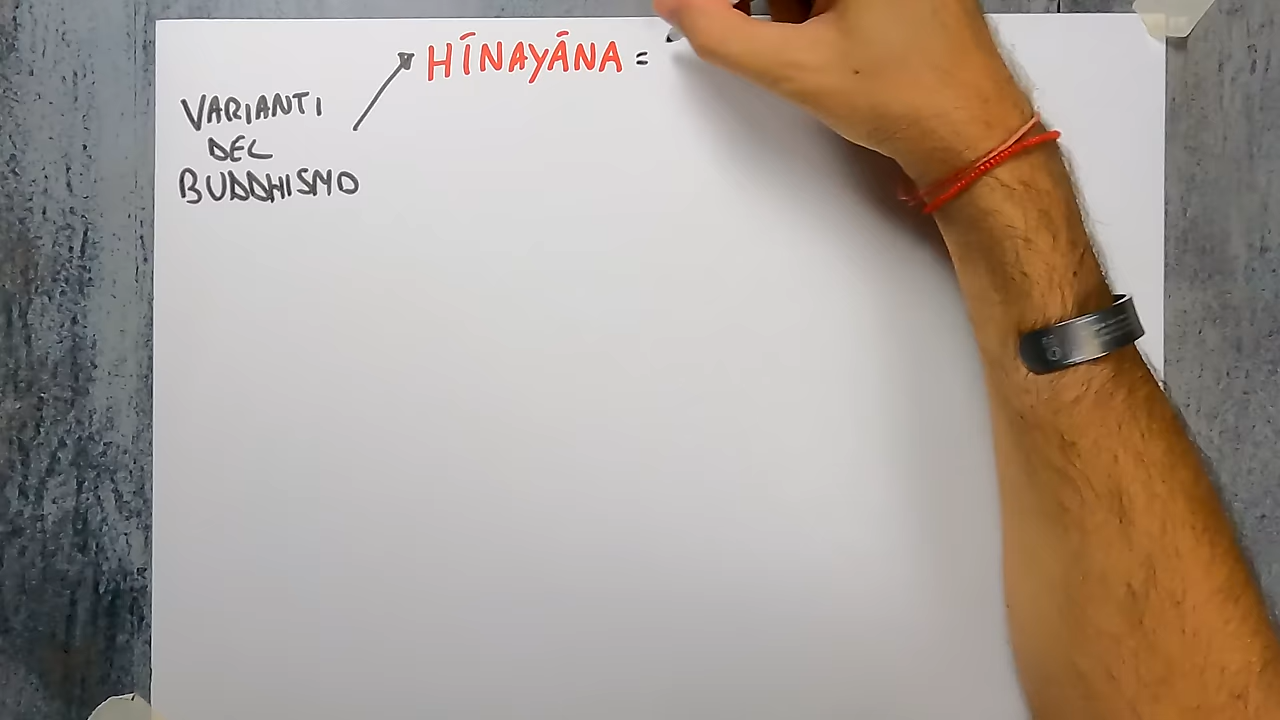 HĪNAYĀNA =
VARIANTI
DEL
BUDDHISMO